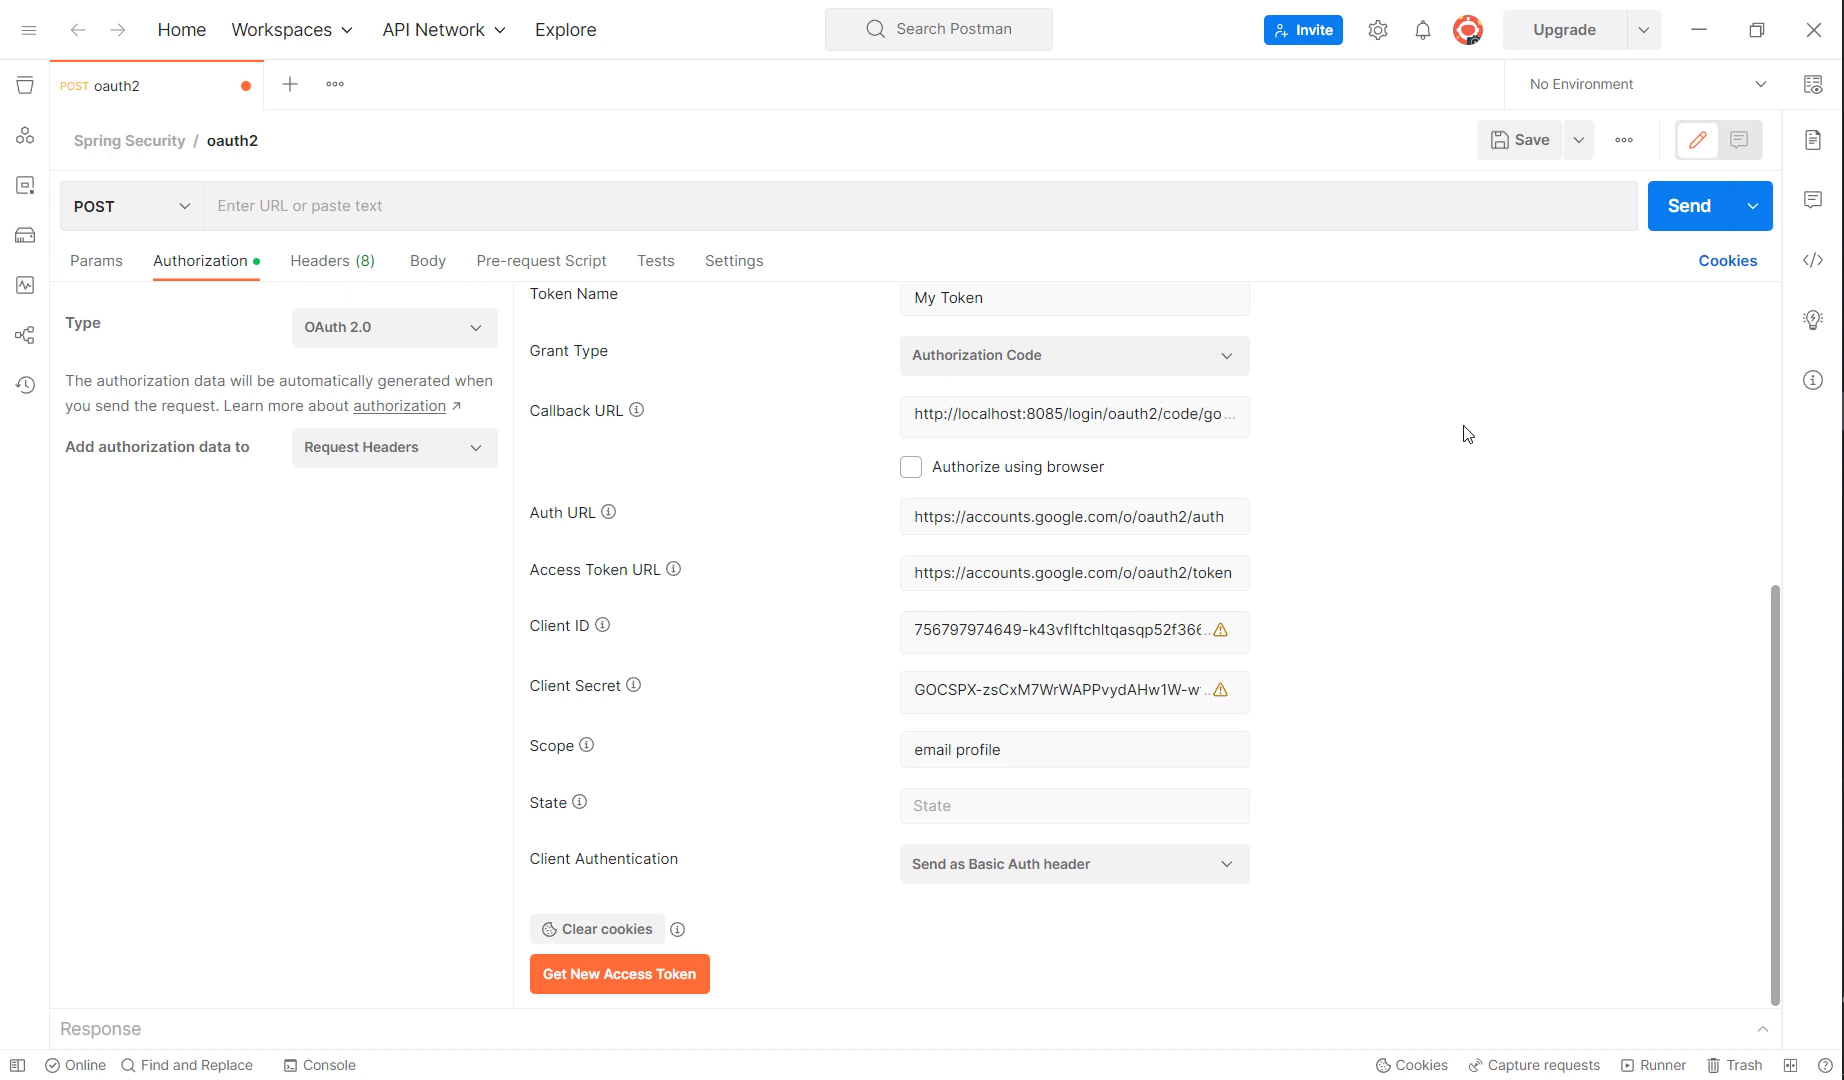 Home
Workspaces
API Network
Explore
Search Postman
Invite
Upgrade
POST oauth2
No Environment
Spring Security / oauth2
Save
POST
Enter URL or paste text
Send
Params
Authorization
Headers (8)
Body
Pre-request Script
Tests
Settings
Cookies
Type
OAuth 2.0
The authorization data will be automatically generated when
you send the request. Learn more about authorization ↗
Add authorization data to
Request Headers
Token Name
My Token
Grant Type
Authorization Code
Callback URL
http://localhost:8085/login/oauth2/code/go...
Authorize using browser
Auth URL
https://accounts.google.com/o/oauth2/auth
Access Token URL
https://accounts.google.com/o/oauth2/token
Client ID
756797974649-k43vflftchltqasqp52f366...
Client Secret
GOCSPX-zsCxM7WrWAPPvydAHw1W-w...
Scope
email profile
State
State
Client Authentication
Send as Basic Auth header
Clear cookies
Get New Access Token
Response
Online
Find and Replace
Console
Cookies
Capture requests
Runner
Trash